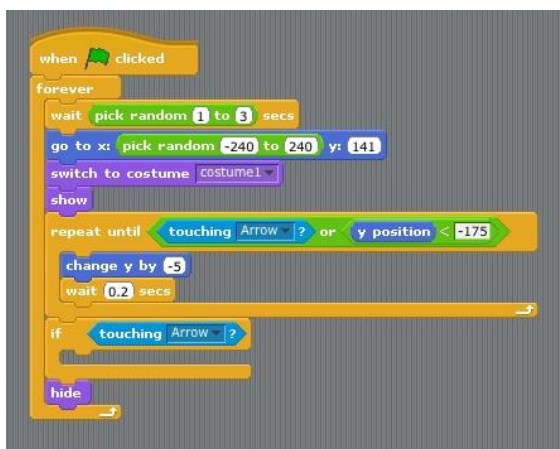 when clicked
forever
wait pick random 1 to 3 secs
go to x: pick random -240 to 240 y: 141
switch to costume costume1
show
repeat until touching Arrow ? or y position < -175
change y by -5
wait 0.2 secs
if touching Arrow ?
hide